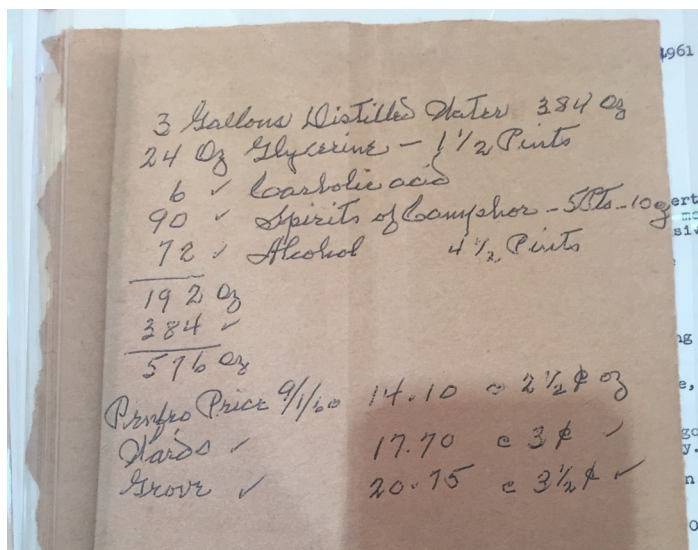 3 Gallons Distilled Water 384 Oz
24 Oz Glycerine - 1 1/2 Pints
6 ✓ Carbolic acid
90 ✓ Spirits of Camphor - 5 Pts - 10 oz
72 ✓ Alcohol 4 1/2 Pints
192 Oz
384 ✓
576 Oz
Price 9/1/60 14.10 @ 2 1/2 ¢ oz
Wards ✓ 17.70 @ 3 ¢ ✓
Grove ✓ 20.75 @ 3 1/2 ¢ ✓
1961